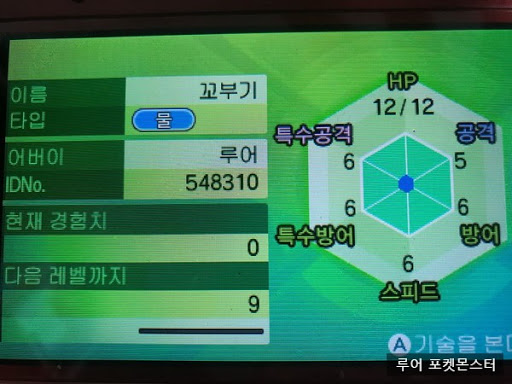 이름 꼬부기
타입 물
어버이 루어
IDNo. 548310
현재 경험치
0
다음 레벨까지
9
HP
12/12
특수공격 공격
6 5
6 6
특수방어 방어
6
스피드
A 기술을 본다
루어 포켓몬스터